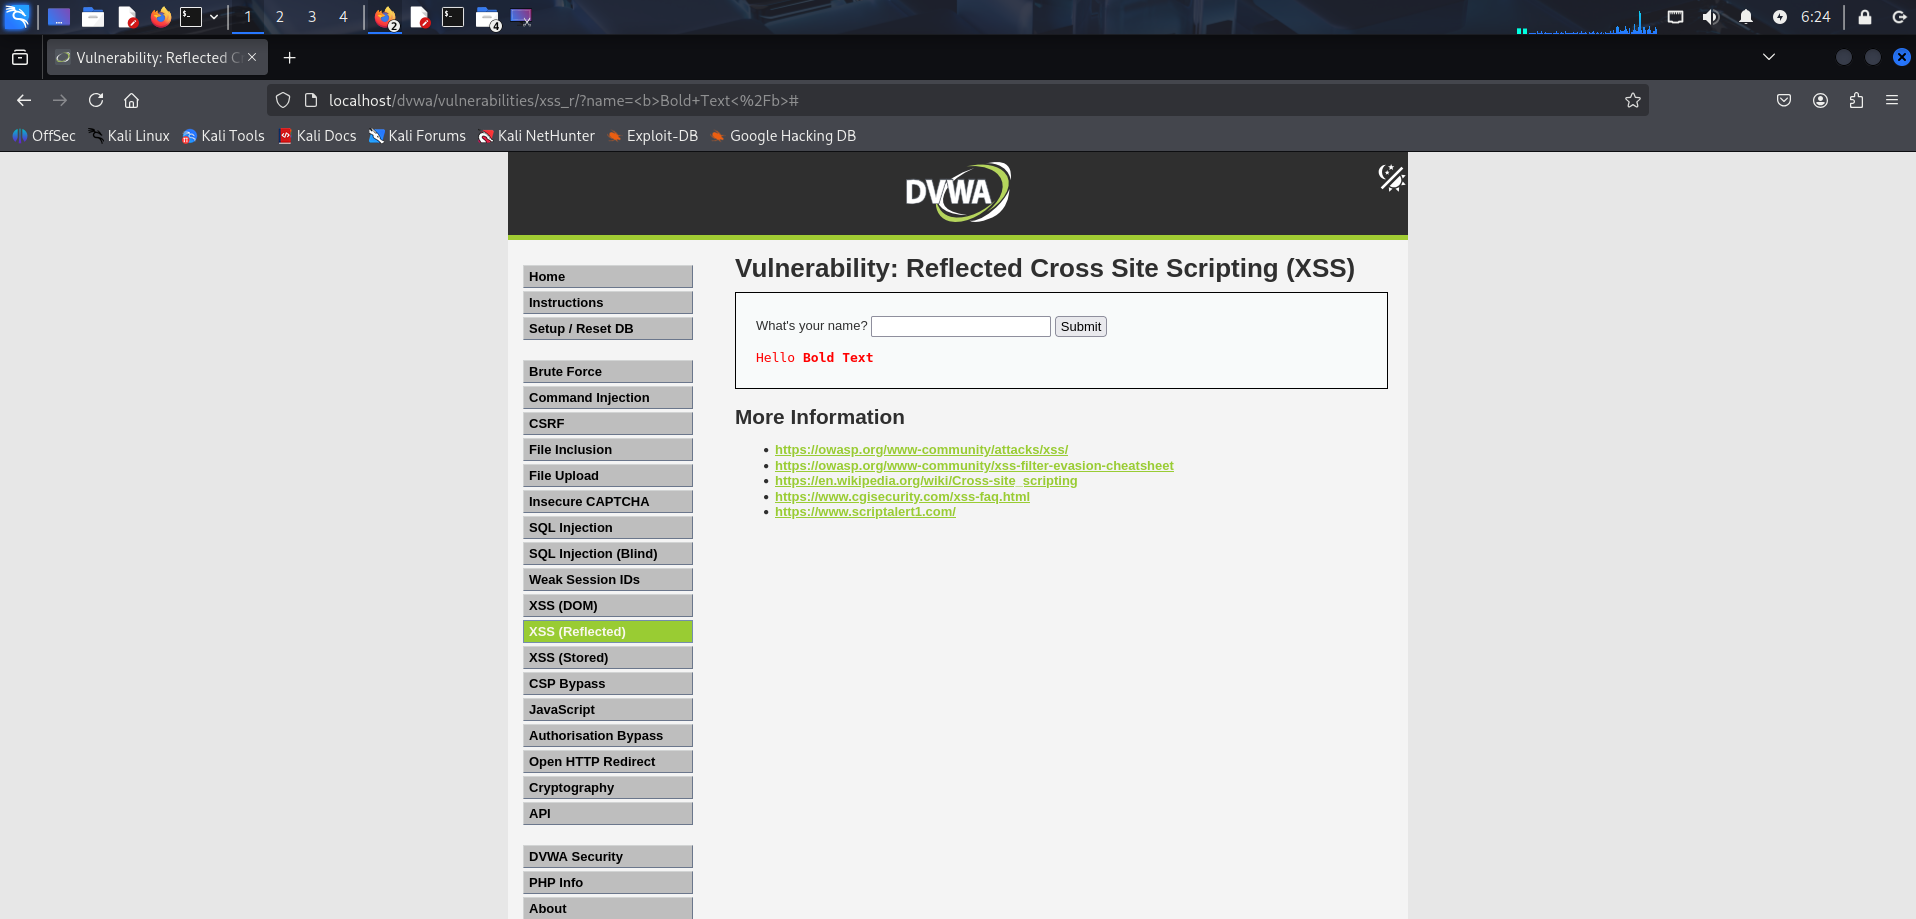 1 2 3 4 2 4 6:24
Vulnerability: Reflected C
localhost/dvwa/vulnerabilities/xss_r/?name=<b>Bold+Text<%2Fb>#
OffSec Kali Linux Kali Tools Kali Docs Kali Forums Kali NetHunter Exploit-DB Google Hacking DB
DVWA
Home
Instructions
Setup / Reset DB
Brute Force
Command Injection
CSRF
File Inclusion
File Upload
Insecure CAPTCHA
SQL Injection
SQL Injection (Blind)
Weak Session IDs
XSS (DOM)
XSS (Reflected)
XSS (Stored)
CSP Bypass
JavaScript
Authorisation Bypass
Open HTTP Redirect
Cryptography
API
DVWA Security
PHP Info
About
Vulnerability: Reflected Cross Site Scripting (XSS)
What's your name? Submit
Hello Bold Text
More Information
https://owasp.org/www-community/attacks/xss/
https://owasp.org/www-community/xss-filter-evasion-cheatsheet
https://en.wikipedia.org/wiki/Cross-site_scripting
https://www.cgisecurity.com/xss-faq.html
https://www.scriptalert1.com/